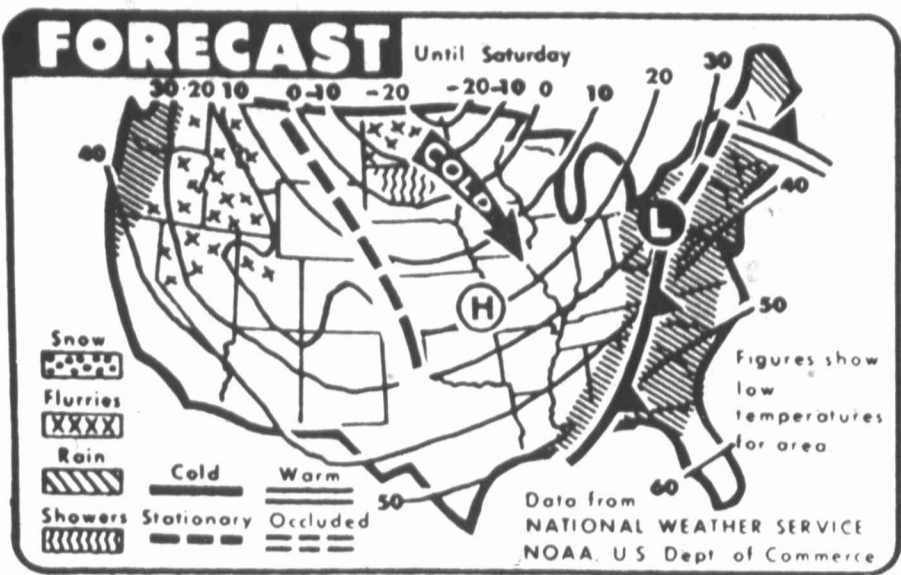 FORECAST Until Saturday
30 20 10 0 -10 -20 -20 -10 0 10 20 30
40
COLD
40
L
H
50
Snow
Flurries
Rain
Showers
Cold
Warm
Stationary
Occluded
50
60
Figures show
low
temperatures
for area.
Data from
NATIONAL WEATHER SERVICE
NOAA, U S Dept of Commerce